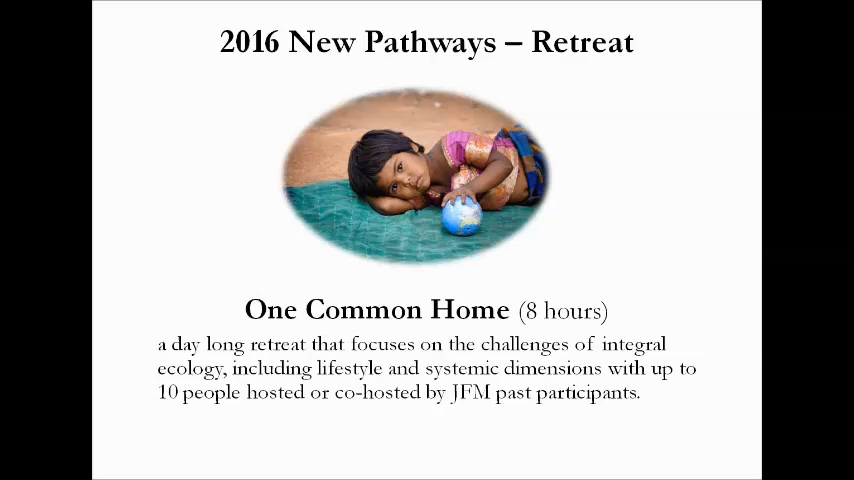 2016 New Pathways – Retreat
One Common Home (8 hours)
a day long retreat that focuses on the challenges of integral
ecology, including lifestyle and systemic dimensions with up to
10 people hosted or co-hosted by JFM past participants.